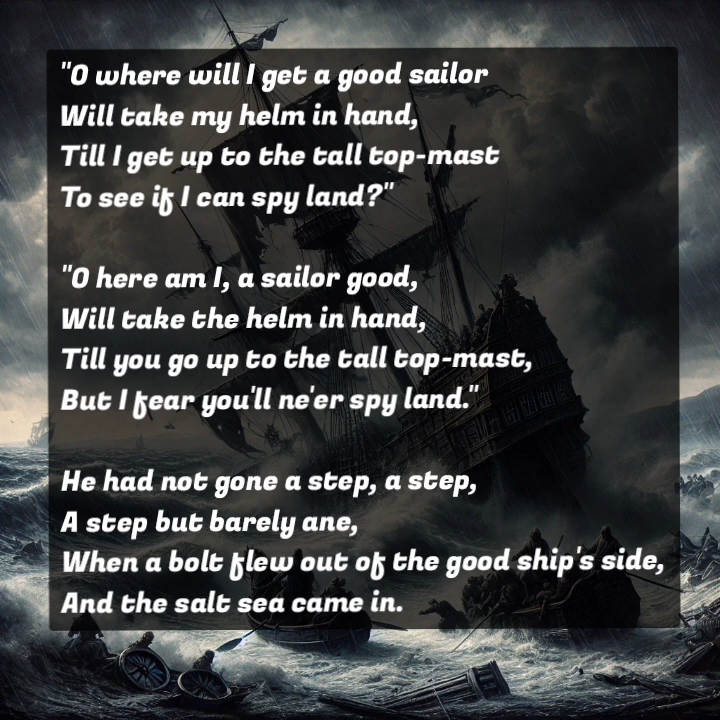 "O where will I get a good sailor
Will take my helm in hand,
Till I get up to the tall top-mast
To see if I can spy land?"

"O here am I, a sailor good,
Will take the helm in hand,
Till you go up to the tall top-mast,
But I fear you'll ne'er spy land."

He had not gone a step, a step,
A step but barely ane,
When a bolt flew out of the good ship's side,
And the salt sea came in.